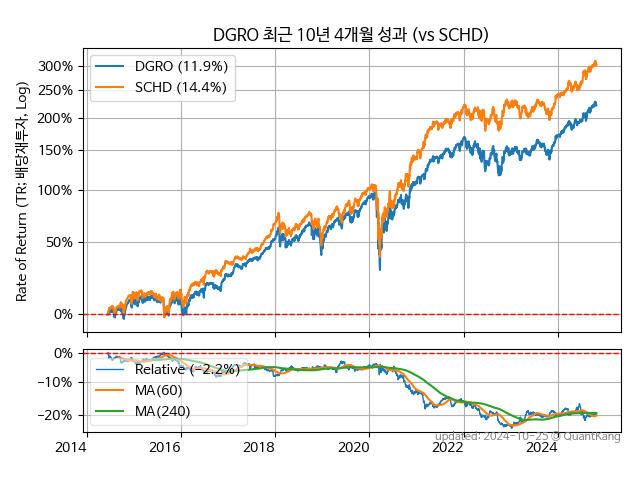 DGRO 최근 10년 4개월 성과 (vs SCHD)
Rate of Return (TR: 배당재투자, Log)
300%
250%
200%
150%
100%
50%
0%
DGRO (11.9%)
SCHD (14.4%)
0%
−10%
−20%
Relative (−2.2%)
MA(60)
MA(240)
2014 2016 2018 2020 2022 2024
updated: 2024-10-25 © QuantKang